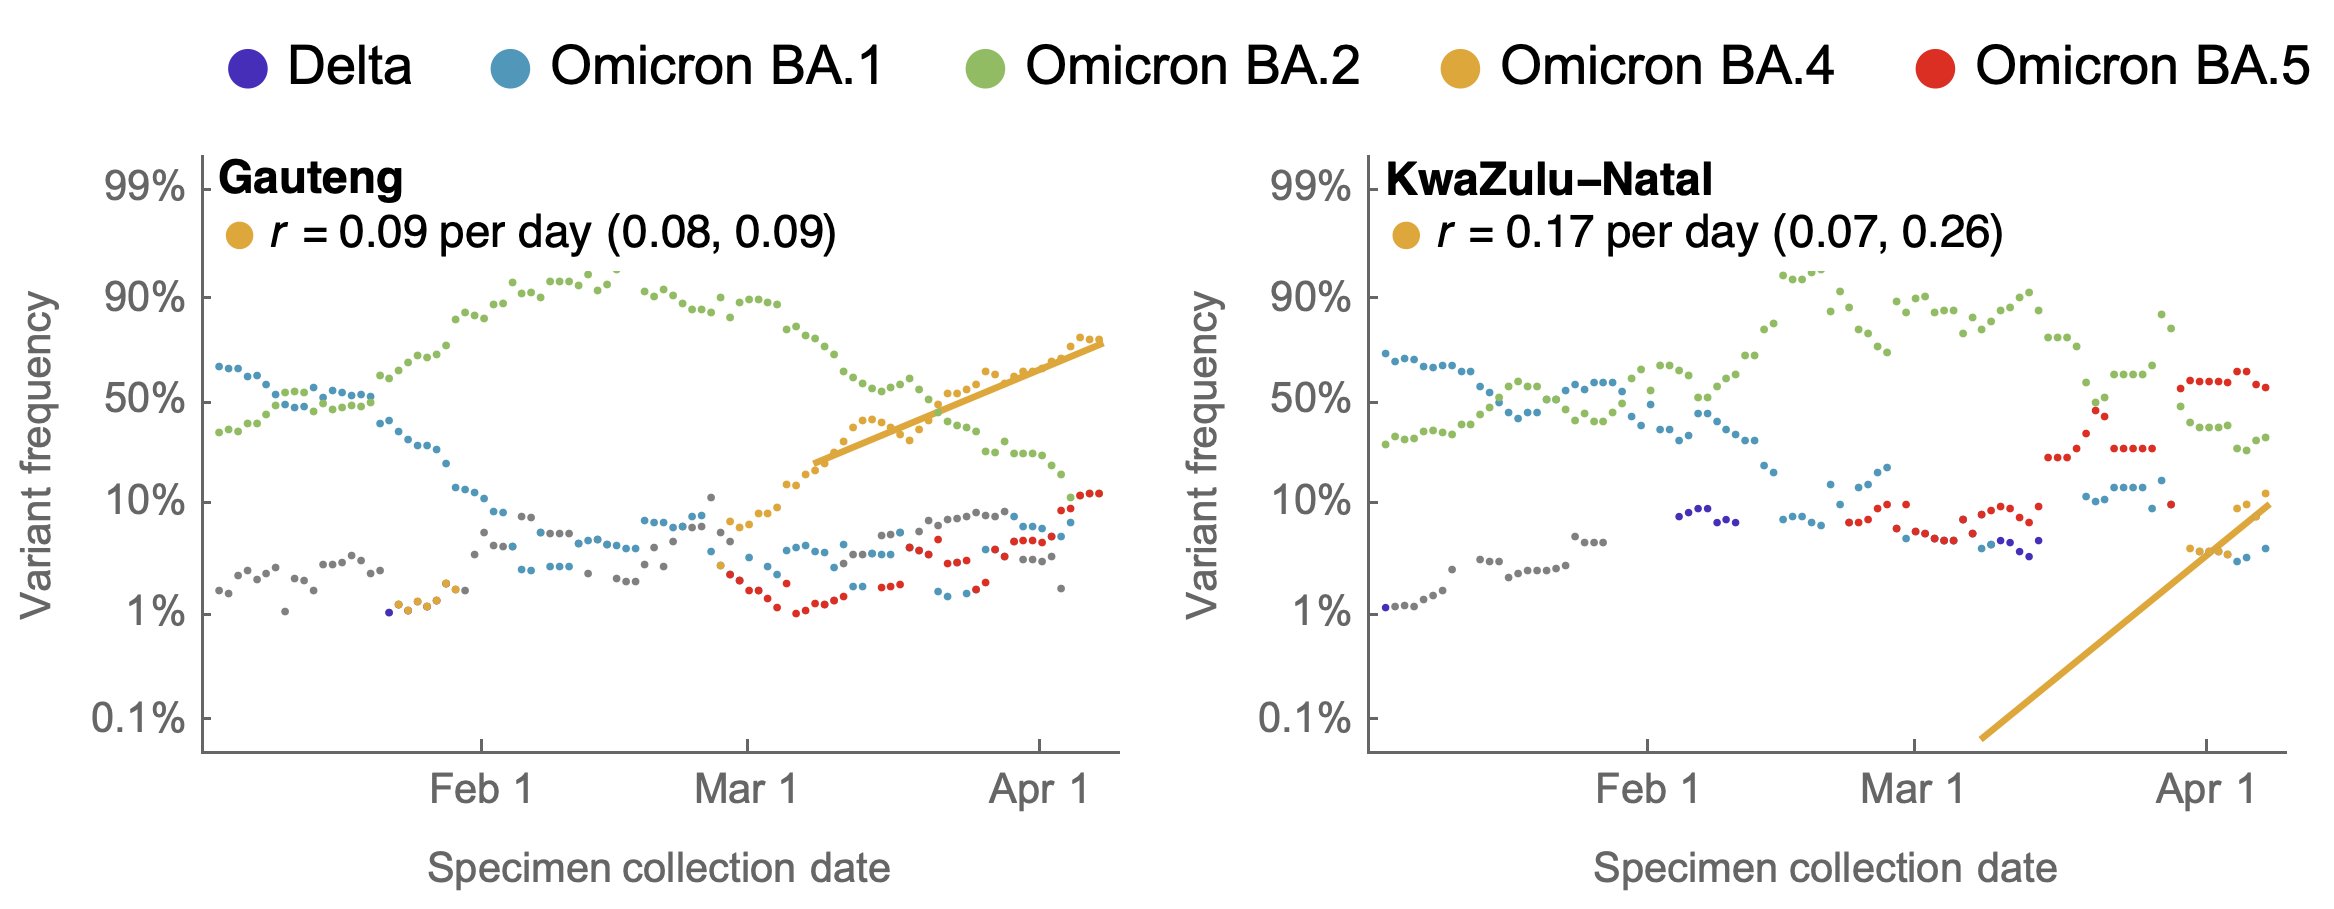 Delta Omicron BA.1 Omicron BA.2 Omicron BA.4 Omicron BA.5
Gauteng
r = 0.09 per day (0.08, 0.09)
99%
90%
50%
10%
1%
0.1%
Variant frequency
Feb 1 Mar 1 Apr 1
Specimen collection date
KwaZulu–Natal
r = 0.17 per day (0.07, 0.26)
99%
90%
50%
10%
1%
0.1%
Variant frequency
Feb 1 Mar 1 Apr 1
Specimen collection date